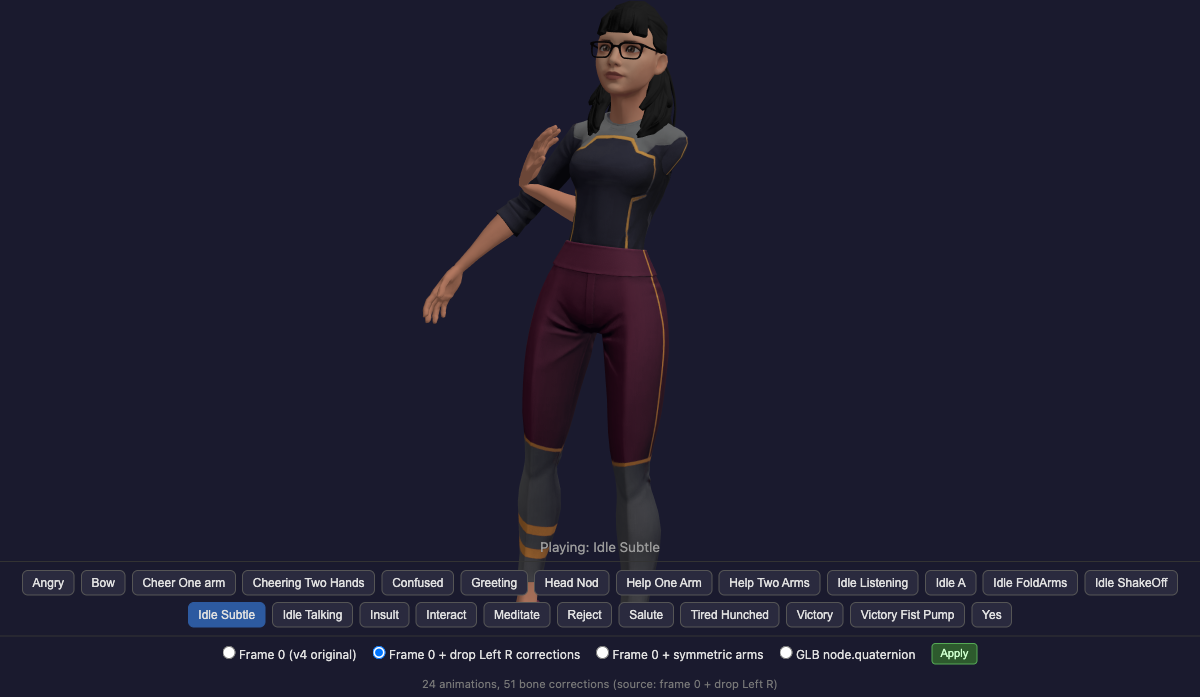 Playing: Idle Subtle
Angry Bow Cheer One arm Cheering Two Hands Confused Greeting Head Nod Help One Arm Help Two Arms Idle Listening Idle A Idle FoldArms Idle ShakeOff
Idle Subtle Idle Talking Insult Interact Meditate Reject Salute Tired Hunched Victory Victory Fist Pump Yes
Frame 0 (v4 original) Frame 0 + drop Left R corrections Frame 0 + symmetric arms GLB node.quaternion Apply
24 animations, 51 bone corrections (source: frame 0 + drop Left R)